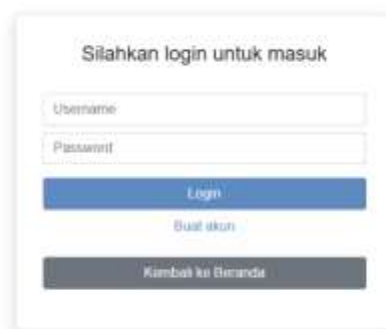 Silahkan login untuk masuk
Username
Password
Login
Buat akun
Kembali ke Beranda